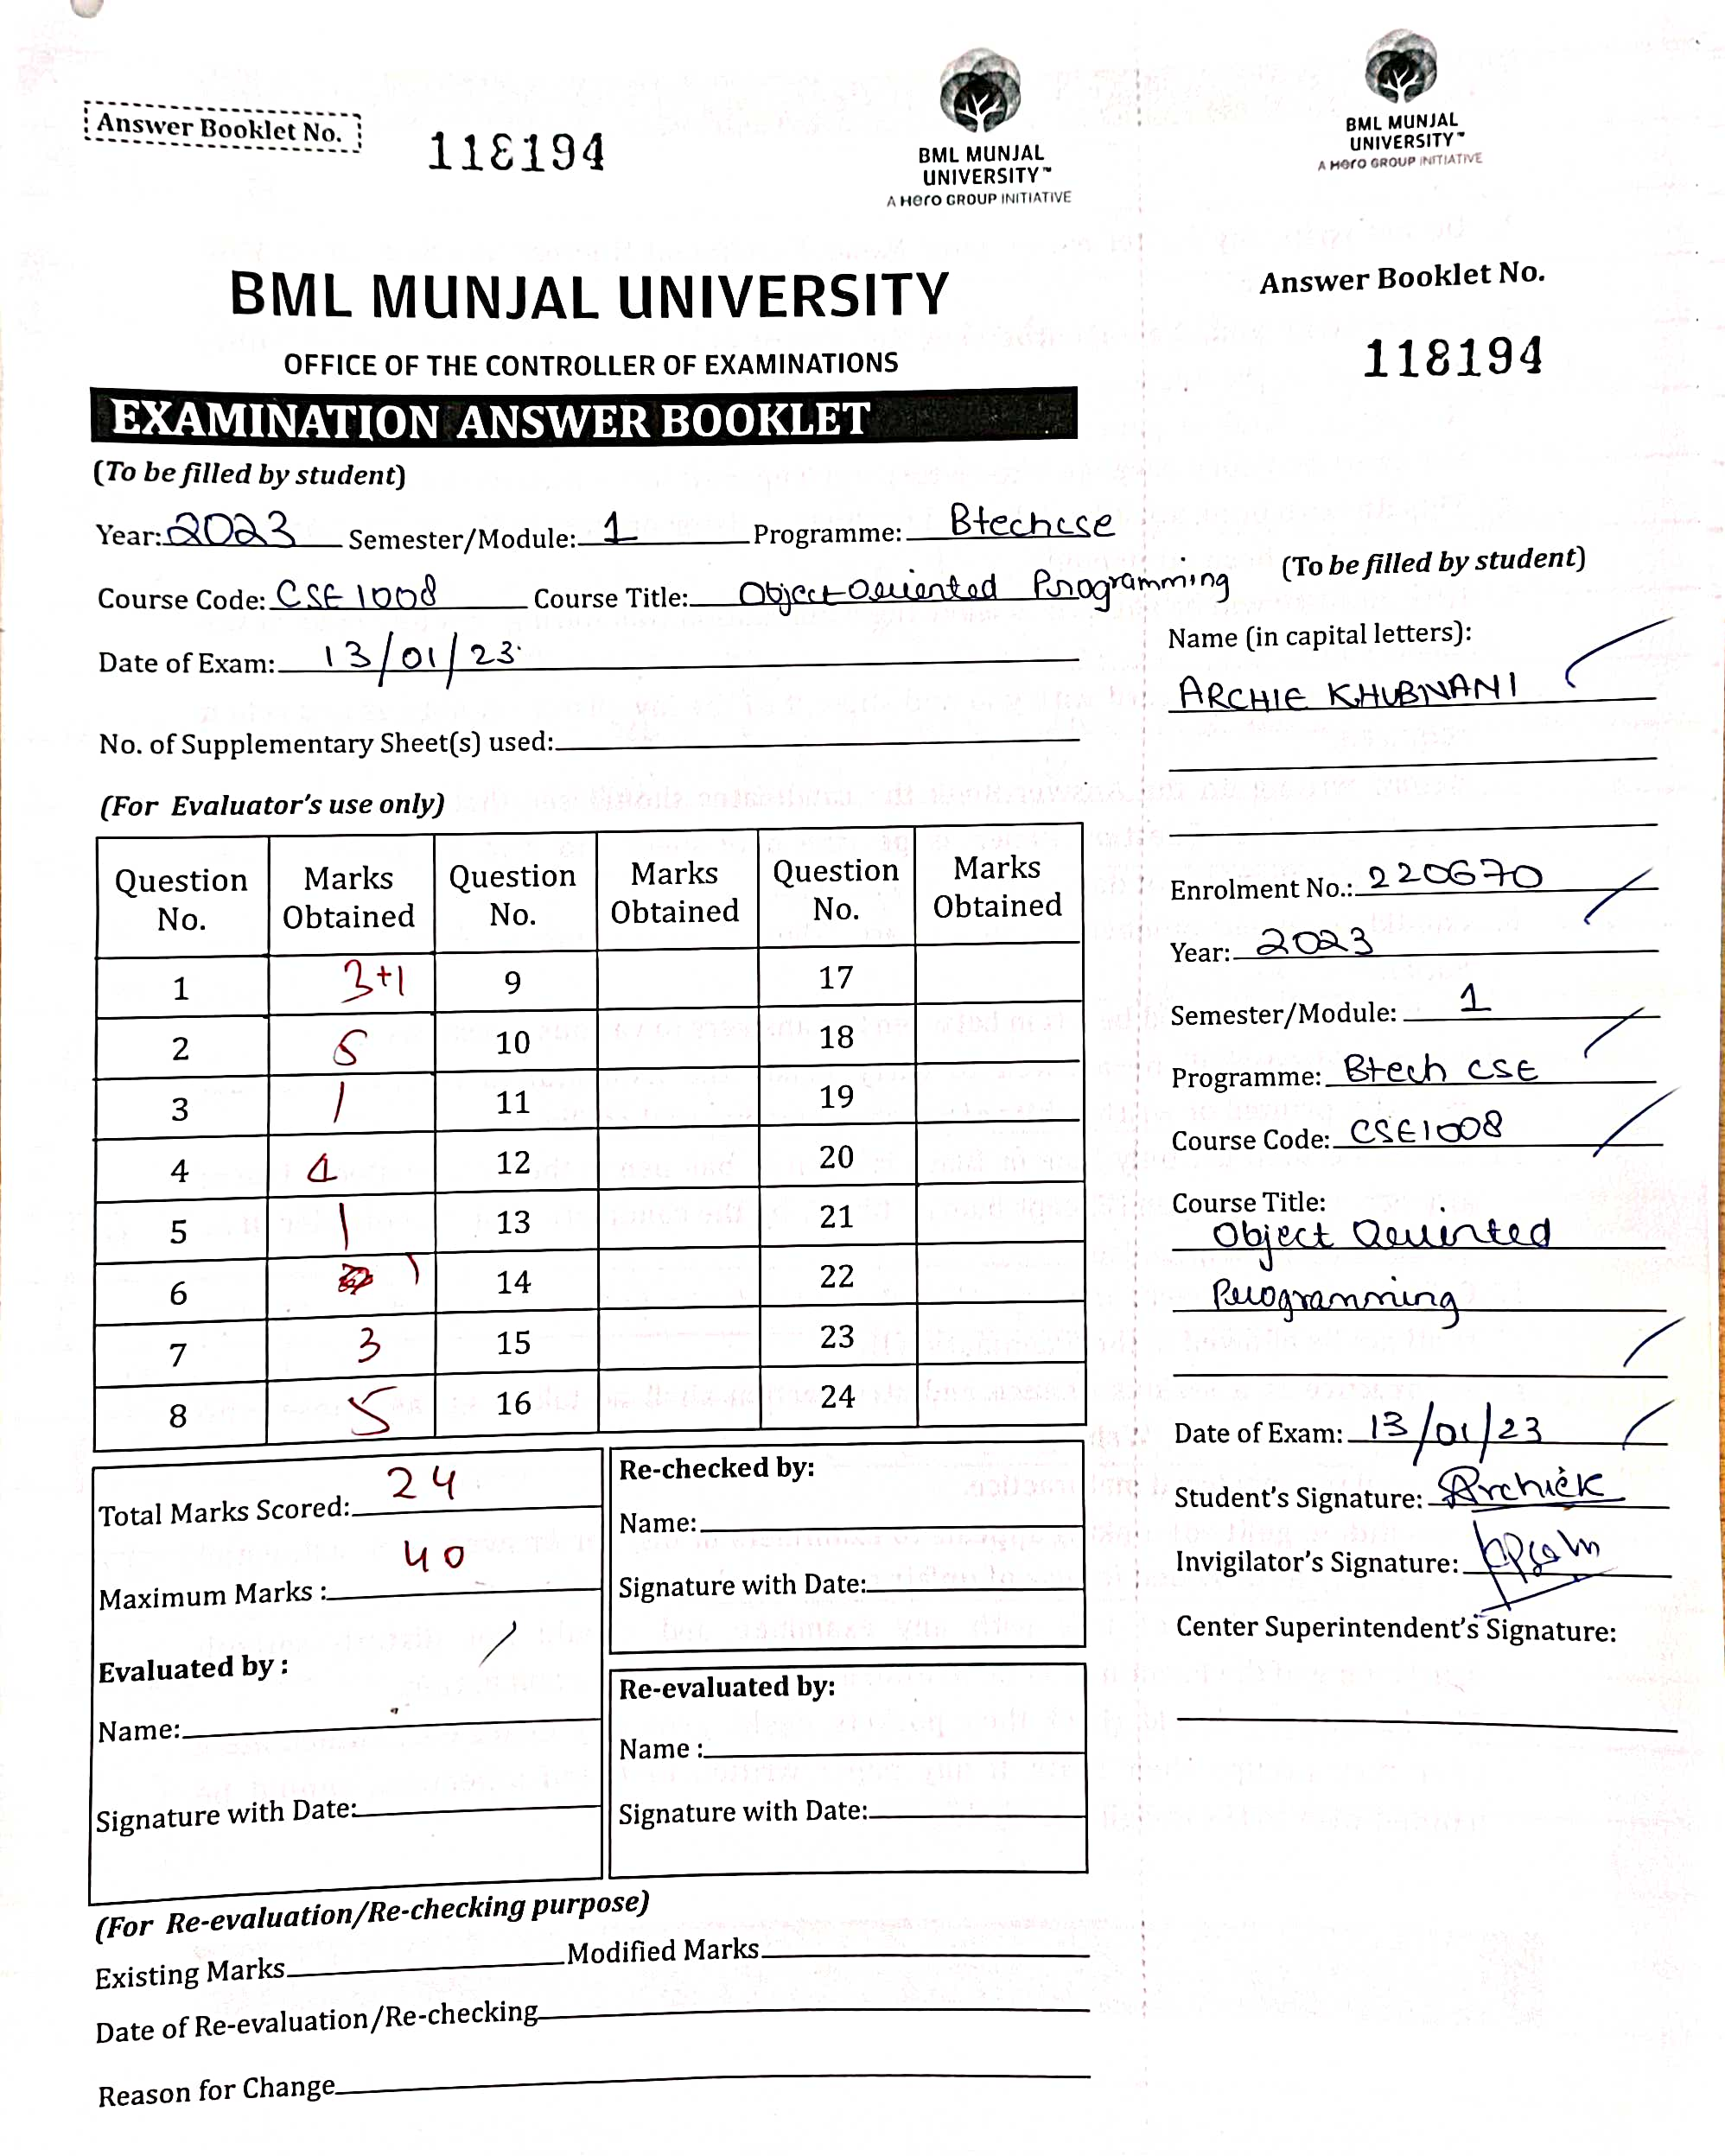 Answer Booklet No.
118194
BML MUNJAL
UNIVERSITY™
A Hero GROUP INITIATIVE
BML MUNJAL UNIVERSITY
OFFICE OF THE CONTROLLER OF EXAMINATIONS
EXAMINATION ANSWER BOOKLET
(To be filled by student)
Year: 2023 Semester/Module: 1 Programme: Btechcse
Course Code: CSE1008 Course Title: Object Oriented Programming
Date of Exam: 13/01/23
No. of Supplementary Sheet(s) used:
(For Evaluator's use only)
Question No. Marks Obtained Question No. Marks Obtained Question No. Marks Obtained
1 3+1 9 17
2 5 10 18
3 1 11 19
4 4 12 20
5 1 13 21
6 1 14 22
7 3 15 23
8 5 16 24
Total Marks Scored: 24
Maximum Marks : 40
Evaluated by :
Name:
Signature with Date:
Re-checked by:
Name:
Signature with Date:
Re-evaluated by:
Name :
Signature with Date:
(For Re-evaluation/Re-checking purpose)
Existing Marks Modified Marks
Date of Re-evaluation/Re-checking
Reason for Change
BML MUNJAL
UNIVERSITY™
A Hero GROUP INITIATIVE
Answer Booklet No.
118194
(To be filled by student)
Name (in capital letters):
ARCHIE KHUBNANI
Enrolment No.: 220670
Year: 2023
Semester/Module: 1
Programme: Btech CSE
Course Code: CSE1008
Course Title:
Object Oriented
Programming
Date of Exam: 13/01/23
Student's Signature: Archiek
Invigilator's Signature:
Center Superintendent's Signature: